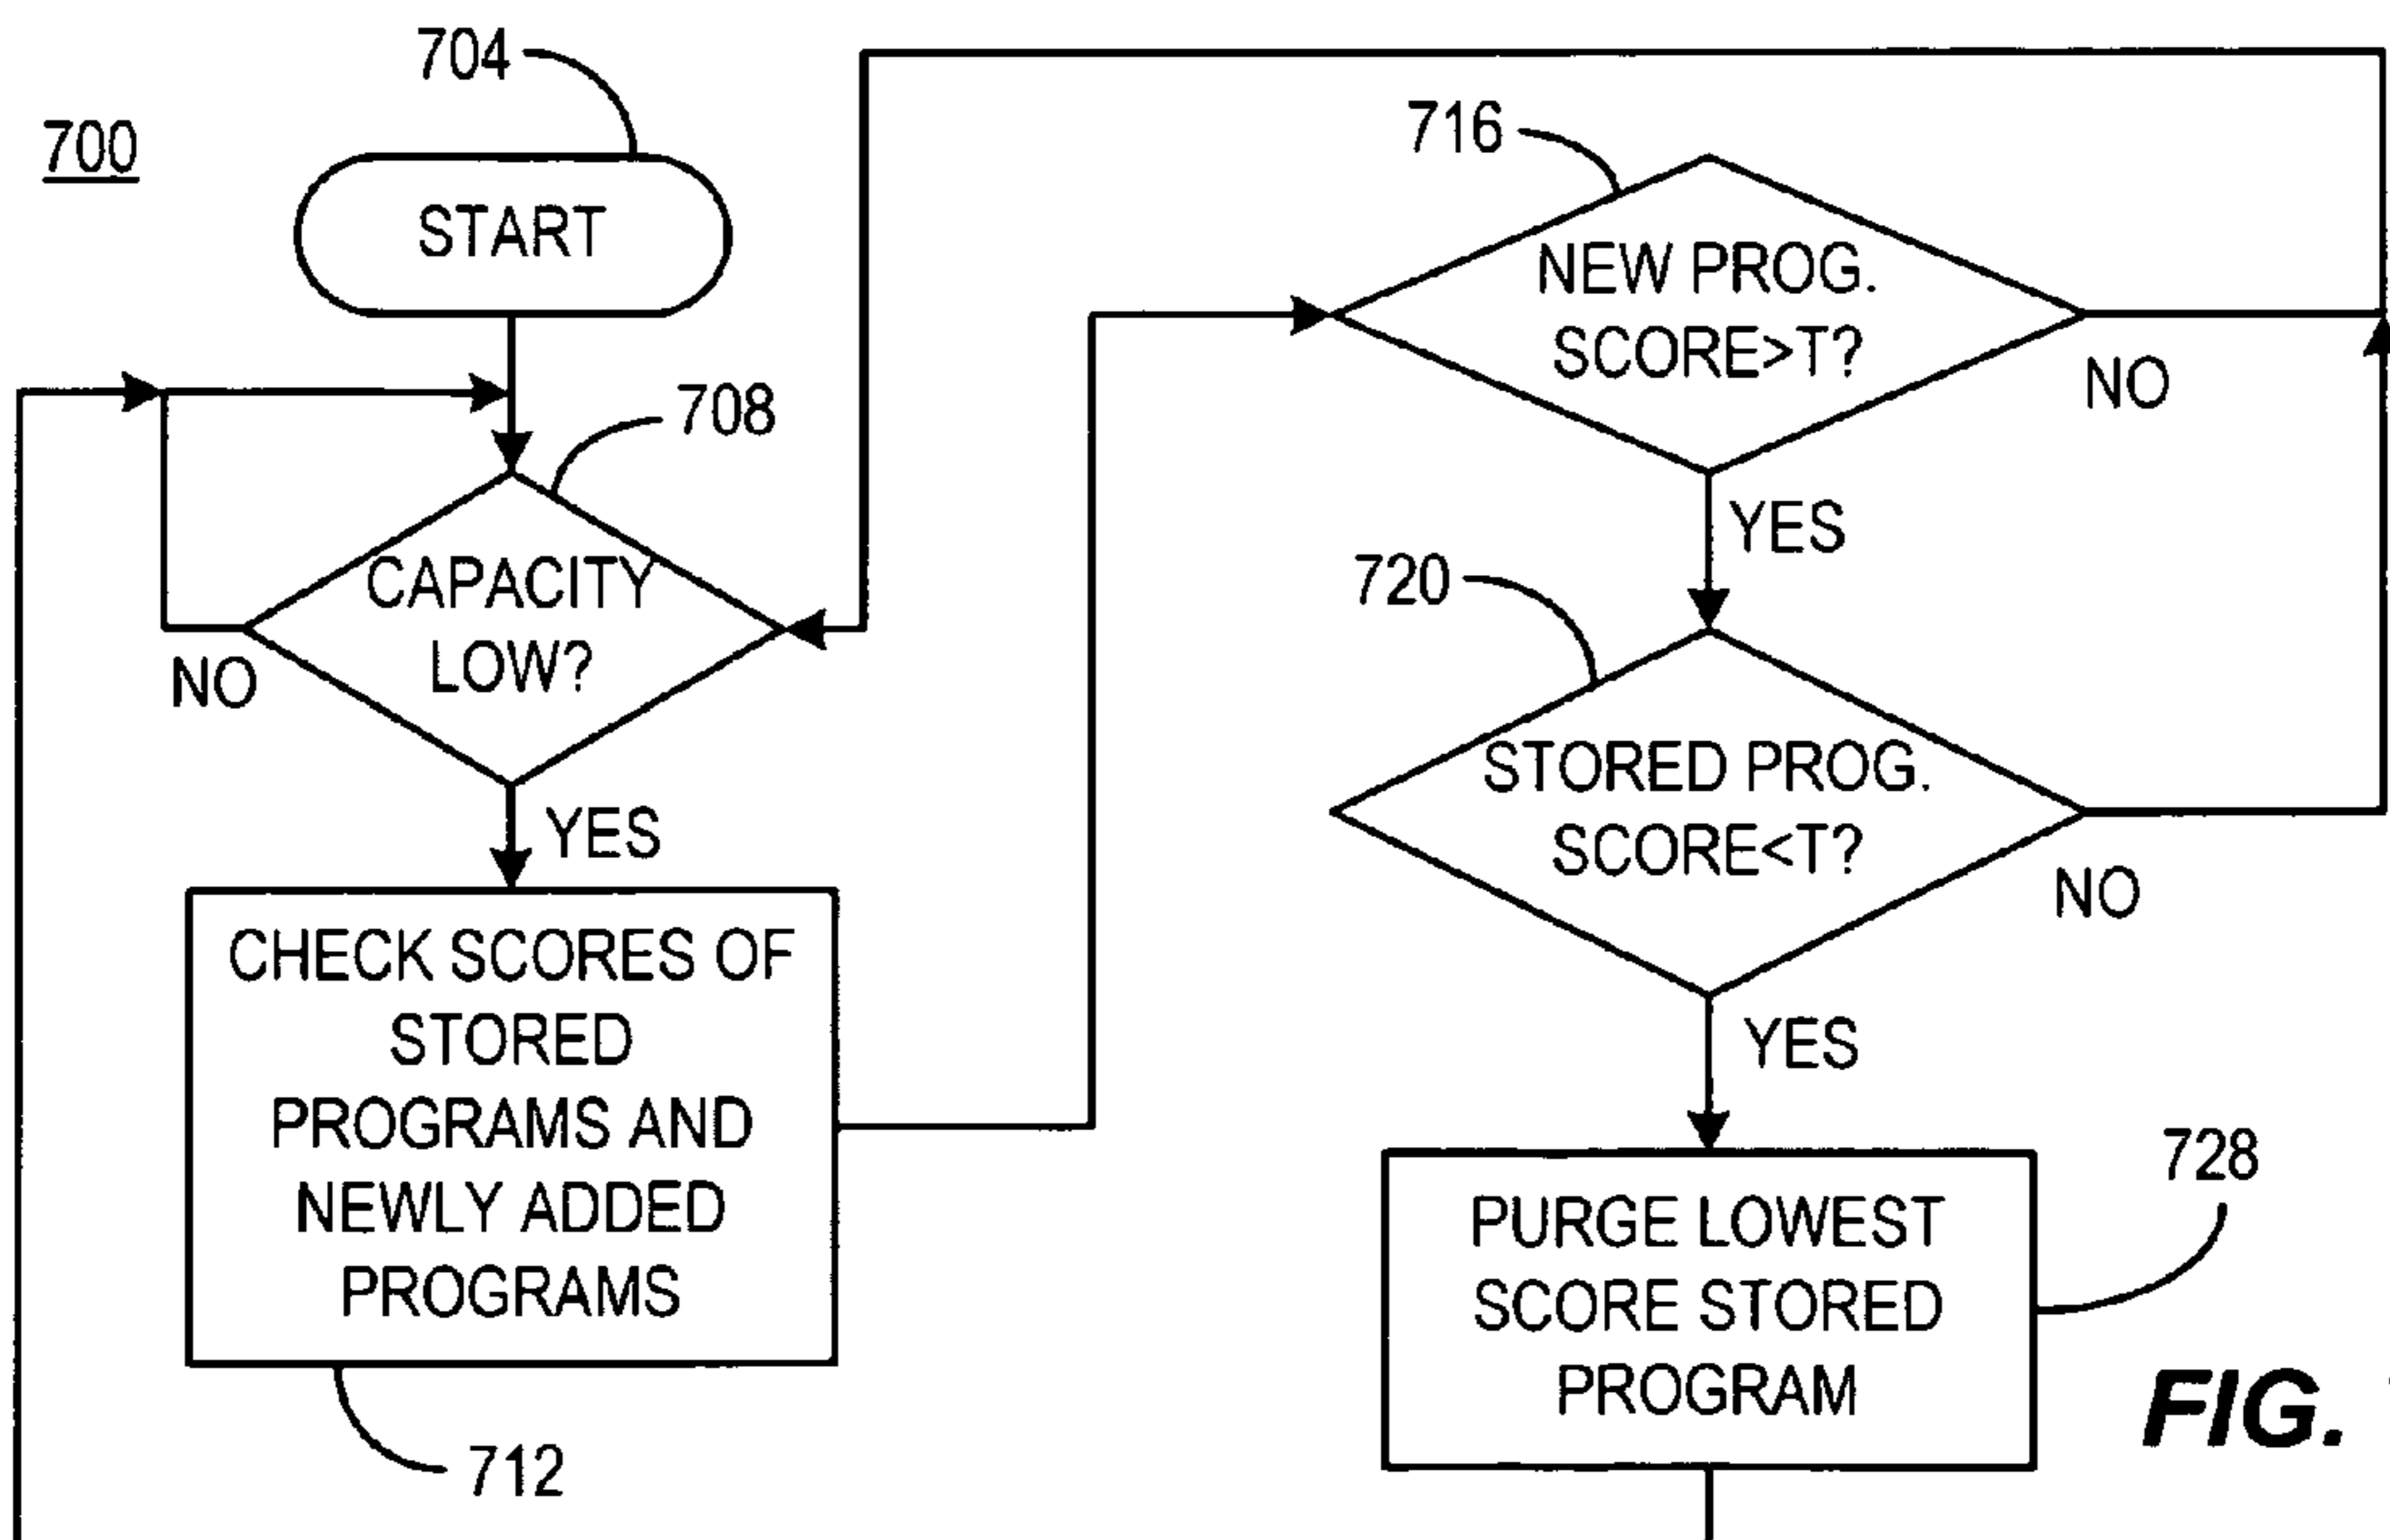 700
704
START
708
CAPACITY
LOW?
NO
YES
CHECK SCORES OF
STORED
PROGRAMS AND
NEWLY ADDED
PROGRAMS
712
716
NEW PROG.
SCORE>T?
NO
YES
720
STORED PROG.
SCORE<T?
NO
YES
728
PURGE LOWEST
SCORE STORED
PROGRAM
FIG.